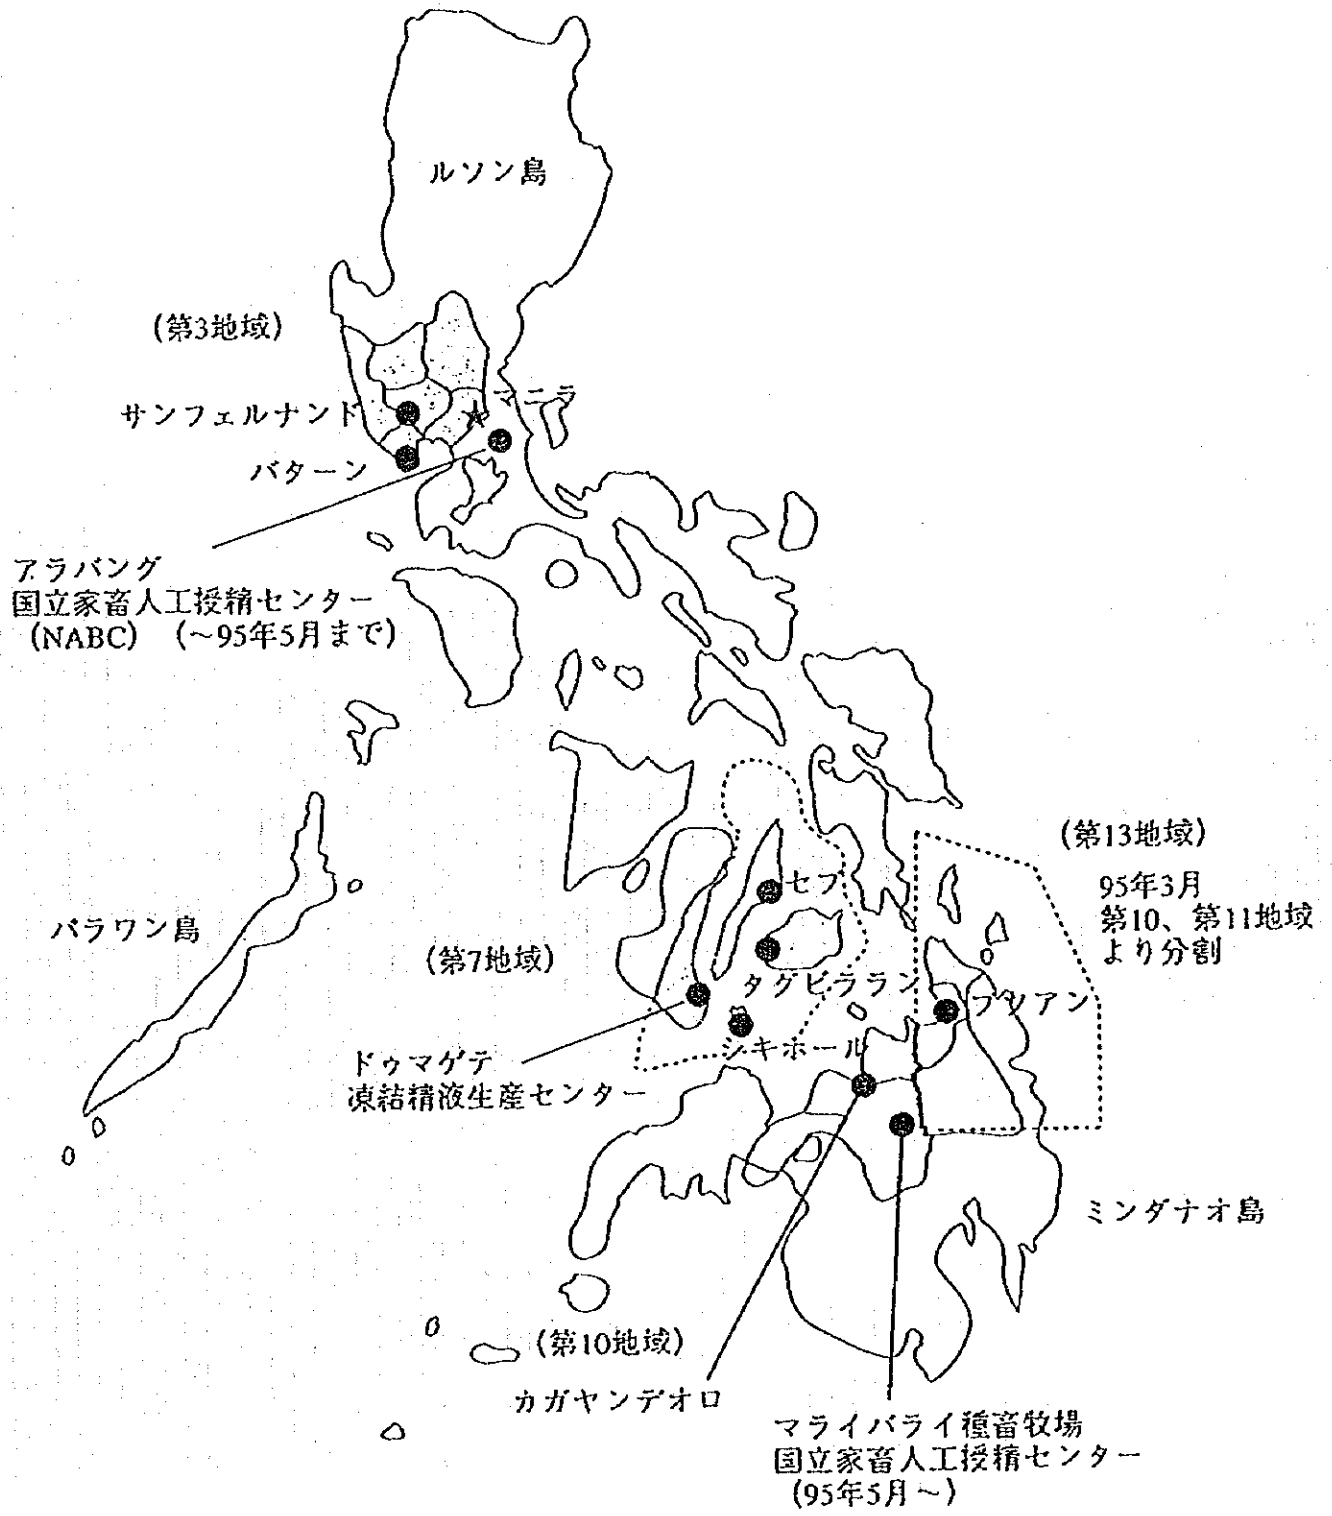 ルソン島
(第3地域)
マニラ
サンフェルナンド
バターン
アラバング
国立家畜人工授精センター
(NABC) (～95年5月まで)
(第13地域)
95年3月
第10、第11地域
より分割
セブ
パラワン島
(第7地域)
タグビララン
ブツアン
シキホール
ドゥマゲテ
凍結精液生産センター
ミンダナオ島
(第10地域)
カガヤンデオロ
マライバライ種畜牧場
国立家畜人工授精センター
(95年5月～)